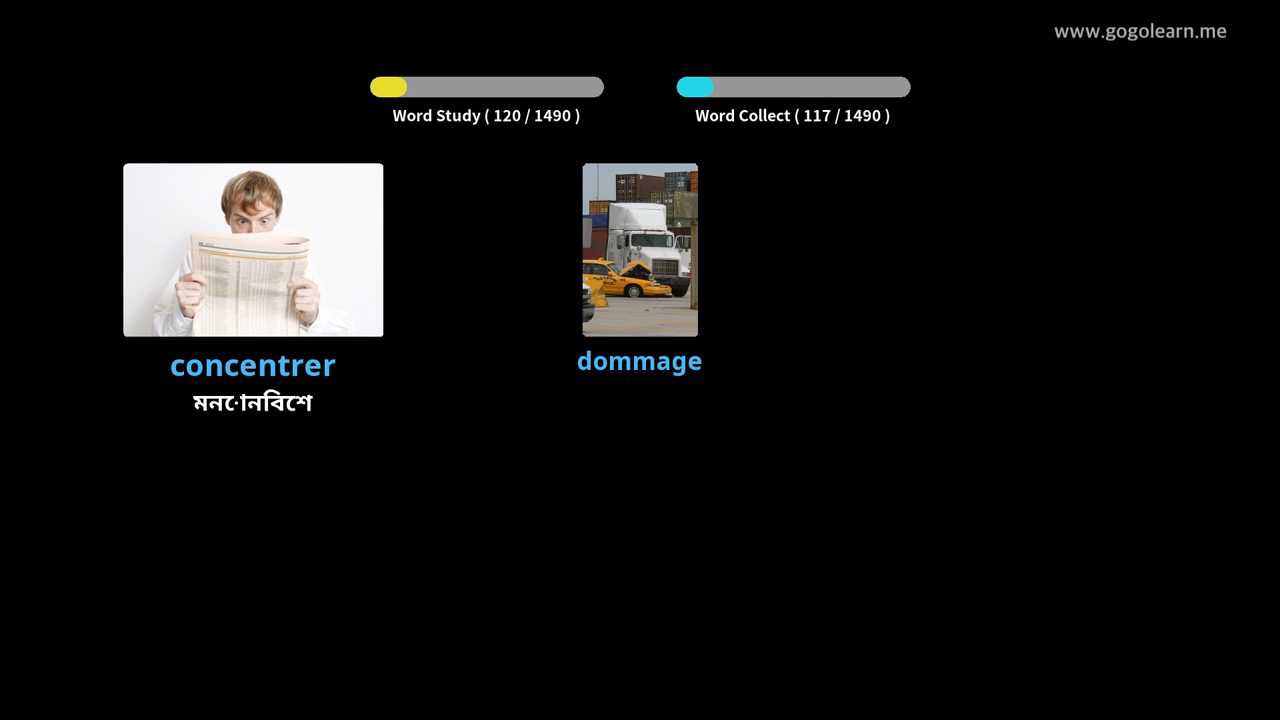 www.gogolearn.me
Word Study ( 120 / 1490 )
Word Collect ( 117 / 1490 )
concentrer
মনোনিবেশ
dommage